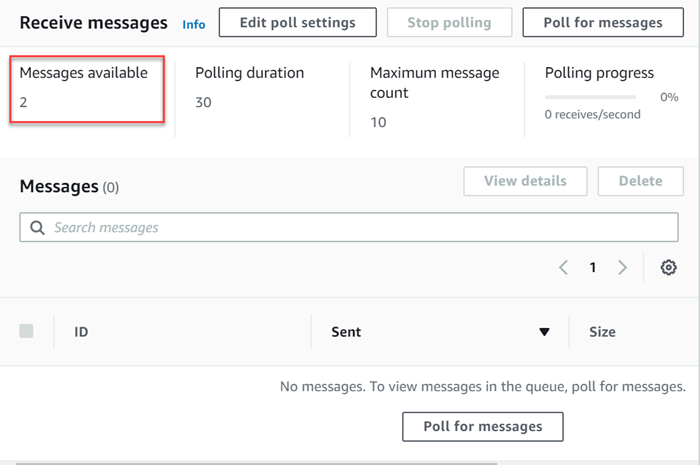 Receive messages Info Edit poll settings Stop polling Poll for messages
Messages available Polling duration Maximum message Polling progress
count
2 30 10 0%
0 receives/second
Messages (0) View details Delete
Search messages
1
ID Sent Size
No messages. To view messages in the queue, poll for messages.
Poll for messages